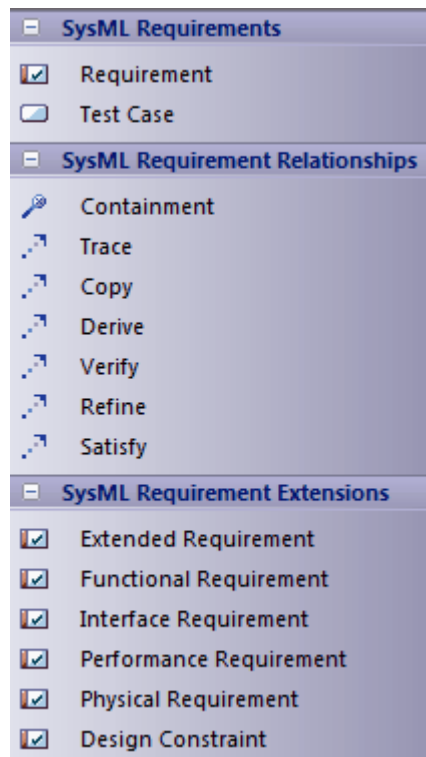 SysML Requirements
Requirement
Test Case
SysML Requirement Relationships
Containment
Trace
Copy
Derive
Verify
Refine
Satisfy
SysML Requirement Extensions
Extended Requirement
Functional Requirement
Interface Requirement
Performance Requirement
Physical Requirement
Design Constraint